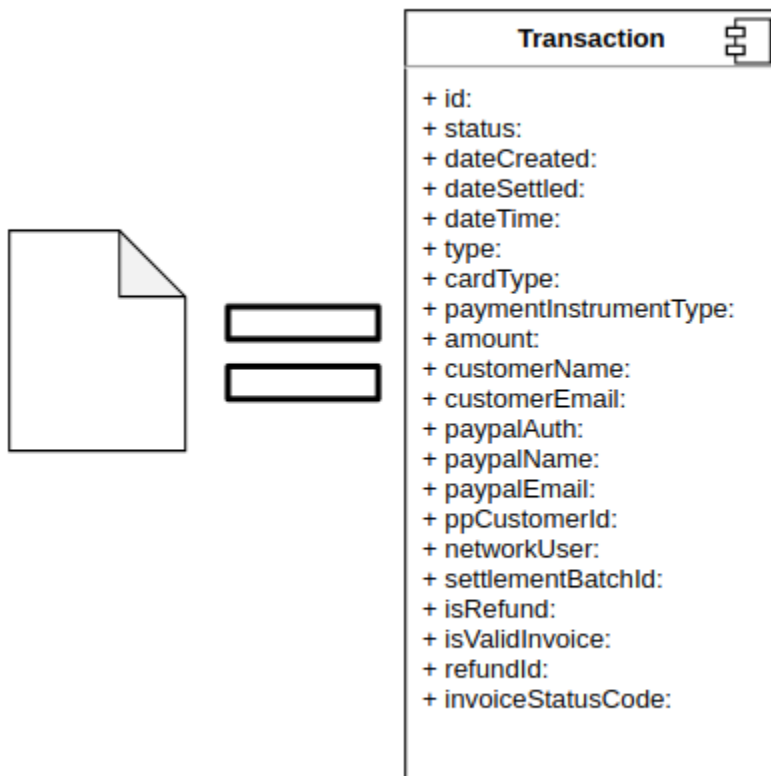 Transaction
+ id:
+ status:
+ dateCreated:
+ dateSettled:
+ dateTime:
+ type:
+ cardType:
+ paymentInstrumentType:
+ amount:
+ customerName:
+ customerEmail:
+ paypalAuth:
+ paypalName:
+ paypalEmail:
+ ppCustomerId:
+ networkUser:
+ settlementBatchId:
+ isRefund:
+ isValidInvoice:
+ refundId:
+ invoiceStatusCode: